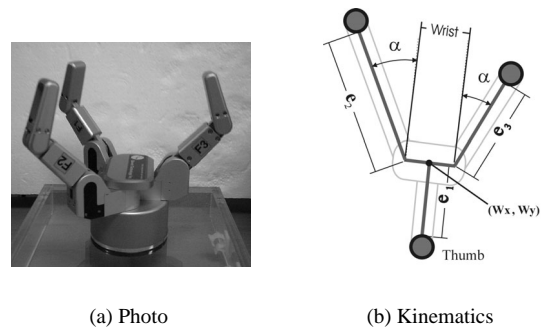 F2
F3
Wrist
α
α
e2
e3
e1
(Wx , Wy)
Thumb
(a) Photo
(b) Kinematics